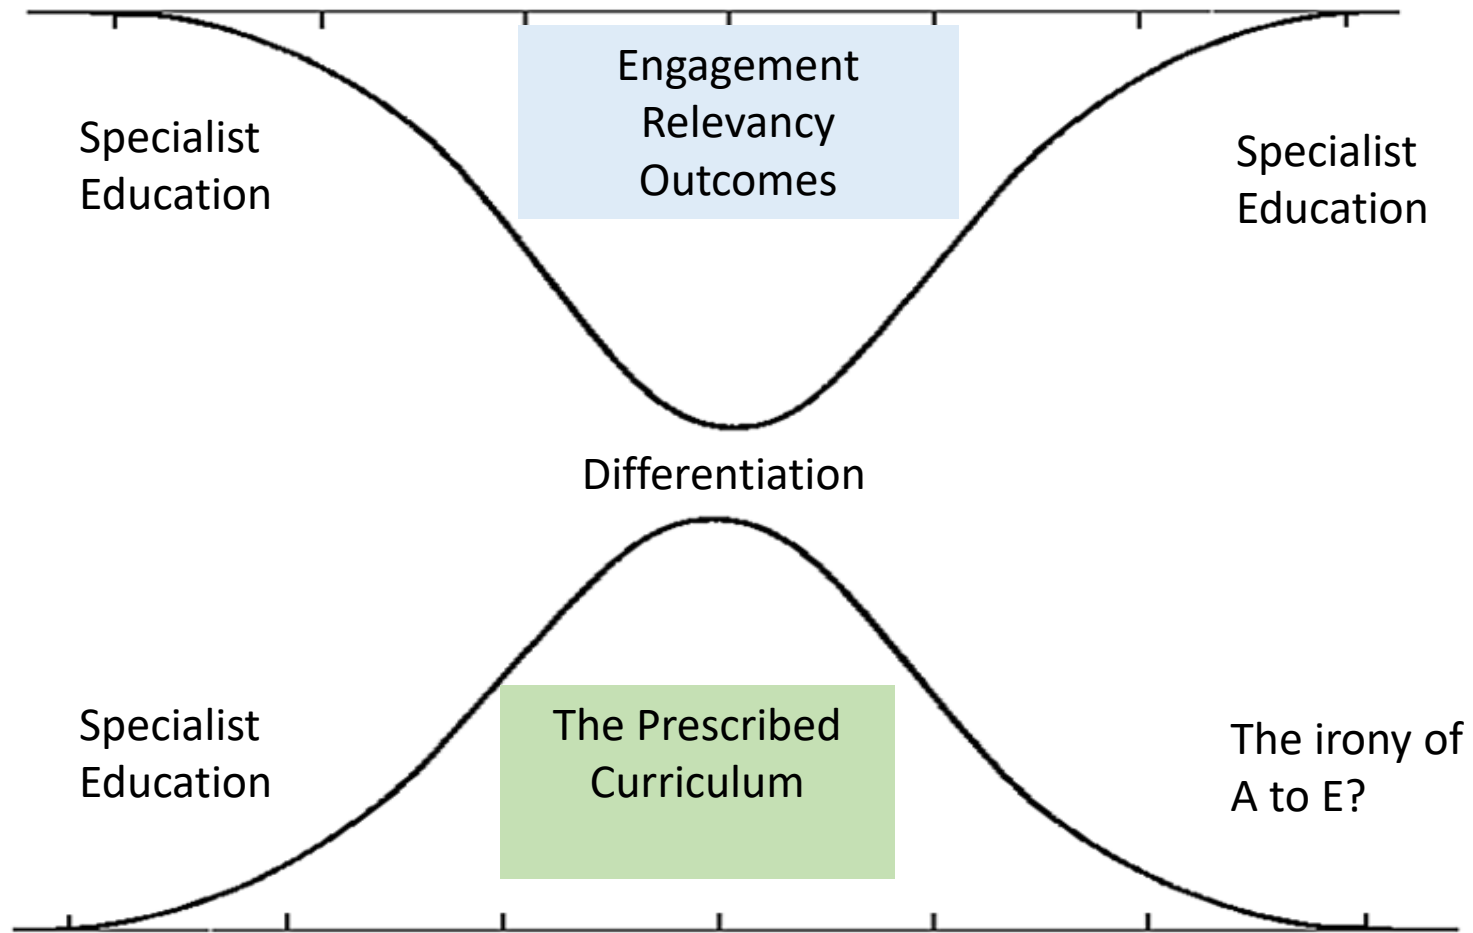 Engagement
Relevancy
Outcomes
Specialist
Education
Specialist
Education
Differentiation
Specialist
Education
The Prescribed
Curriculum
The irony of
A to E?